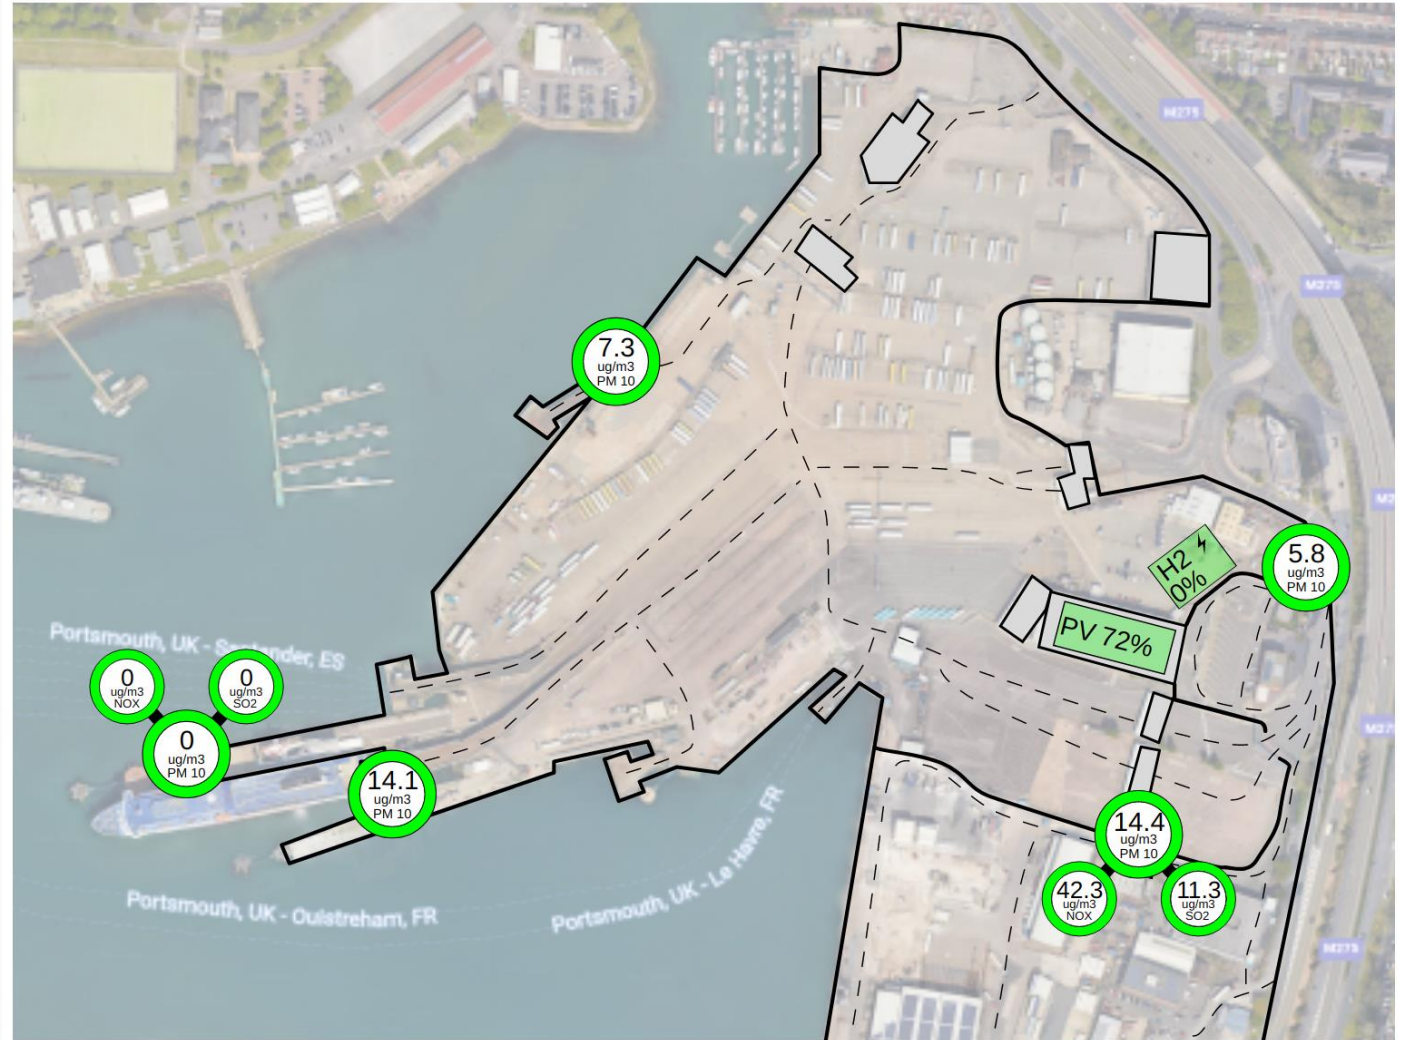 M275
M275
7.3
ug/m3
PM 10
5.8
ug/m3
PM 10
H2
0%
PV 72%
Portsmouth, UK - Santander, ES
0
ug/m3
NOX
0
ug/m3
SO2
0
ug/m3
PM 10
14.1
ug/m3
PM 10
14.4
ug/m3
PM 10
42.3
ug/m3
NOX
11.3
ug/m3
SO2
Portsmouth, UK - Le Havre, FR
Portsmouth, UK - Ouistreham, FR
M275